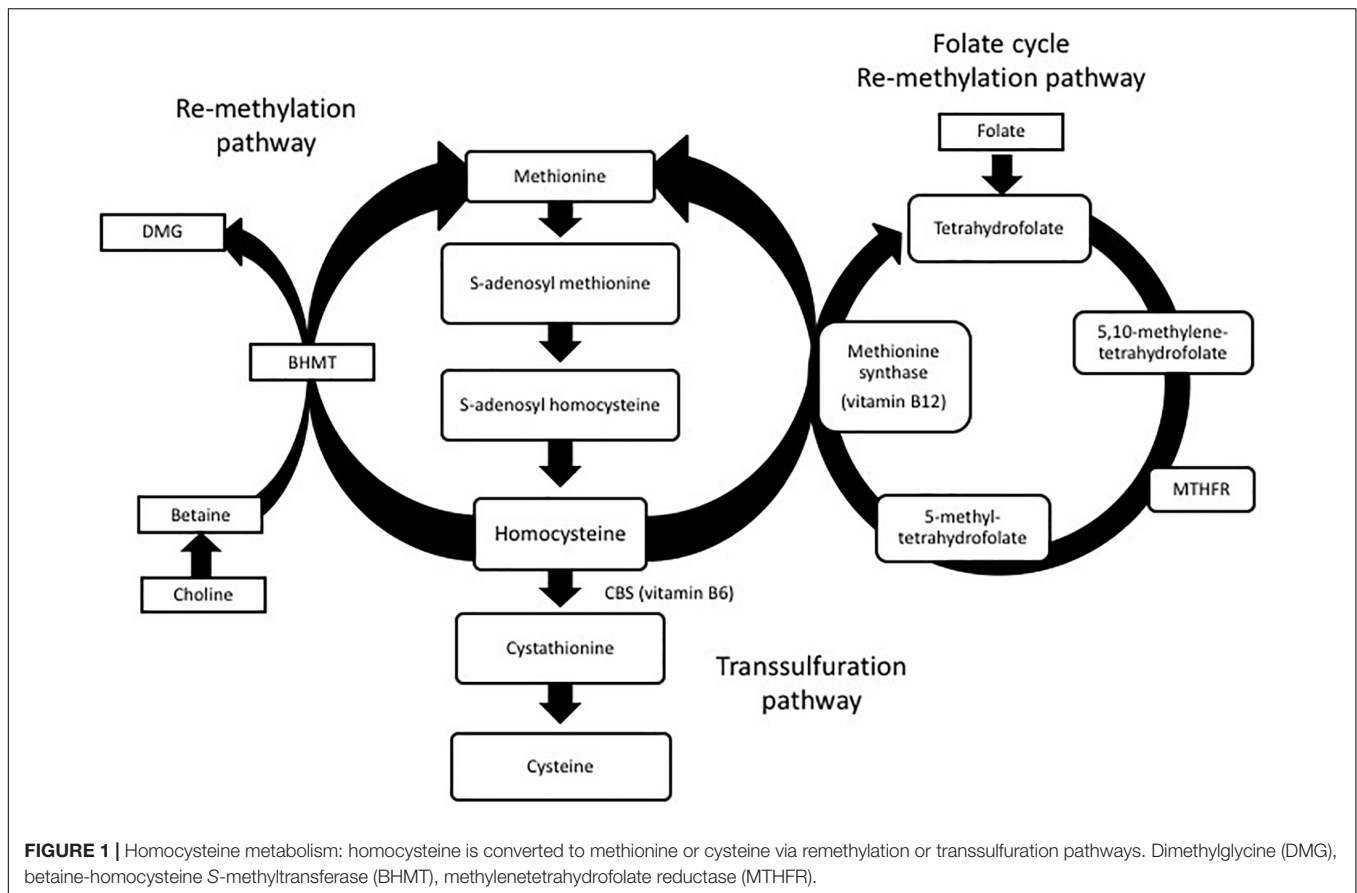 Folate cycle
Re-methylation pathway
Re-methylation
pathway
Folate
Methionine
DMG
Tetrahydrofolate
S-adenosyl methionine
5,10-methylene-
tetrahydrofolate
BHMT
Methionine
synthase
(vitamin B12)
S-adenosyl homocysteine
MTHFR
Betaine
Homocysteine
5-methyl-
tetrahydrofolate
Choline
CBS (vitamin B6)
Cystathionine
Transsulfuration
pathway
Cysteine
FIGURE 1 | Homocysteine metabolism: homocysteine is converted to methionine or cysteine via remethylation or transsulfuration pathways. Dimethylglycine (DMG),
betaine-homocysteine S-methyltransferase (BHMT), methylenetetrahydrofolate reductase (MTHFR).